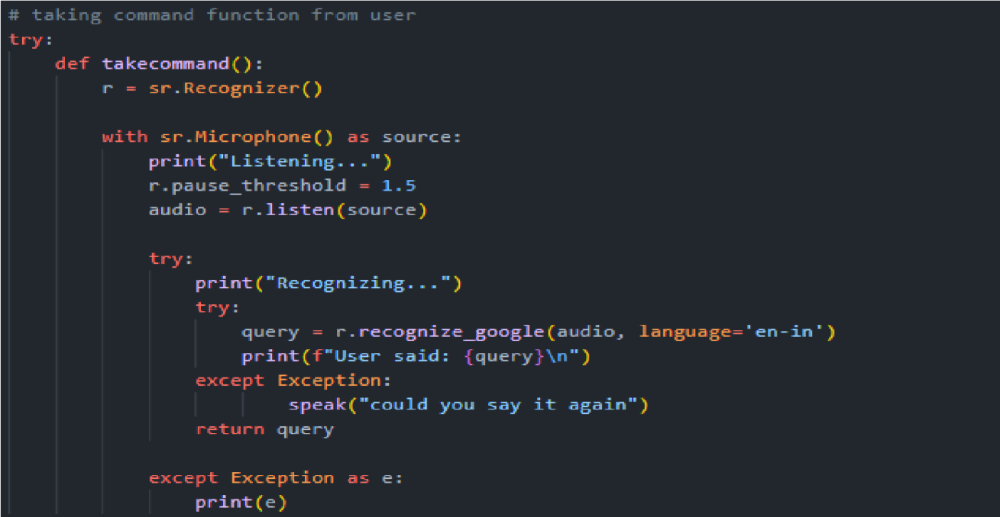 # taking command function from user
try:
    def takecommand():
        r = sr.Recognizer()
        with sr.Microphone() as source:
            print("Listening...")
            r.pause_threshold = 1.5
            audio = r.listen(source)
            try:
                print("Recognizing...")
                try:
                    query = r.recognize_google(audio, language='en-in')
                    print(f"User said: {query}\n")
                except Exception:
                        speak("could you say it again")
                return query
            except Exception as e:
                print(e)